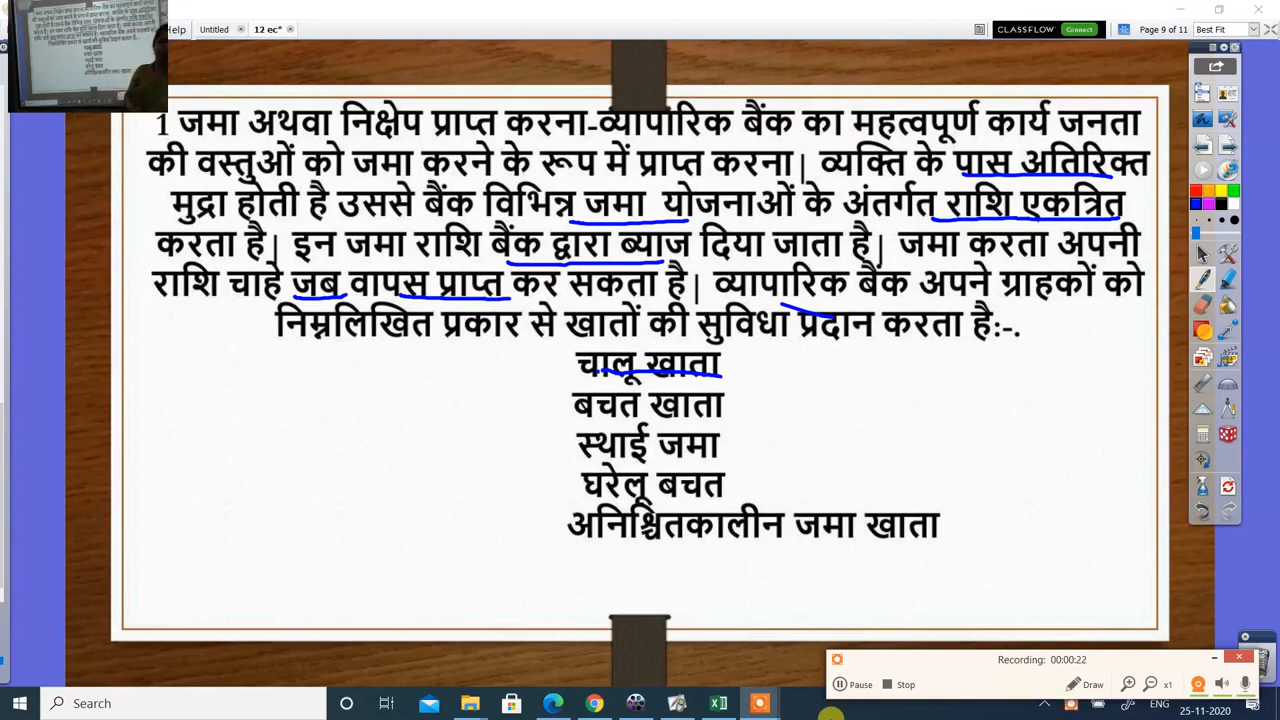 Help
Untitled
12 ec*
CLASSFLOW
Connect
Page 9 of 11
Best Fit
1 जमा अथवा निक्षेप प्राप्त करना-व्यापारिक बैंक का महत्वपूर्ण कार्य जनता
की वस्तुओं को जमा करने के रूप में प्राप्त करना| व्यक्ति के पास अतिरिक्त
मुद्रा होती है उससे बैंक विभिन्न जमा योजनाओं के अंतर्गत राशि एकत्रित
करता है| इन जमा राशि बैंक द्वारा ब्याज दिया जाता है| जमा करता अपनी
राशि चाहे जब वापस प्राप्त कर सकता है| व्यापारिक बैंक अपने ग्राहकों को
निम्नलिखित प्रकार से खातों की सुविधा प्रदान करता है:-.
चालू खाता
बचत खाता
स्थाई जमा
घरेलू बचत
अनिश्चितकालीन जमा खाता
Recording: 00:00:22
Pause
Stop
Draw
x1
Search
ENG
25-11-2020